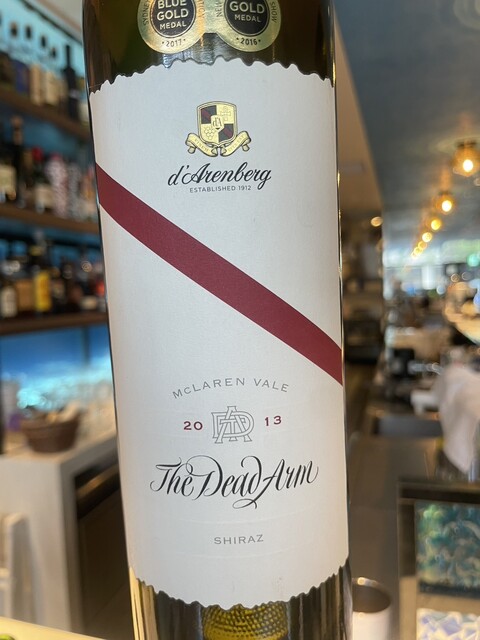 BLUE GOLD
MEDAL
• 2017 •
GOLD
MEDAL
• 2016 •
d'Arenberg
ESTABLISHED 1912
McLAREN VALE
20 13
The Dead Arm
SHIRAZ